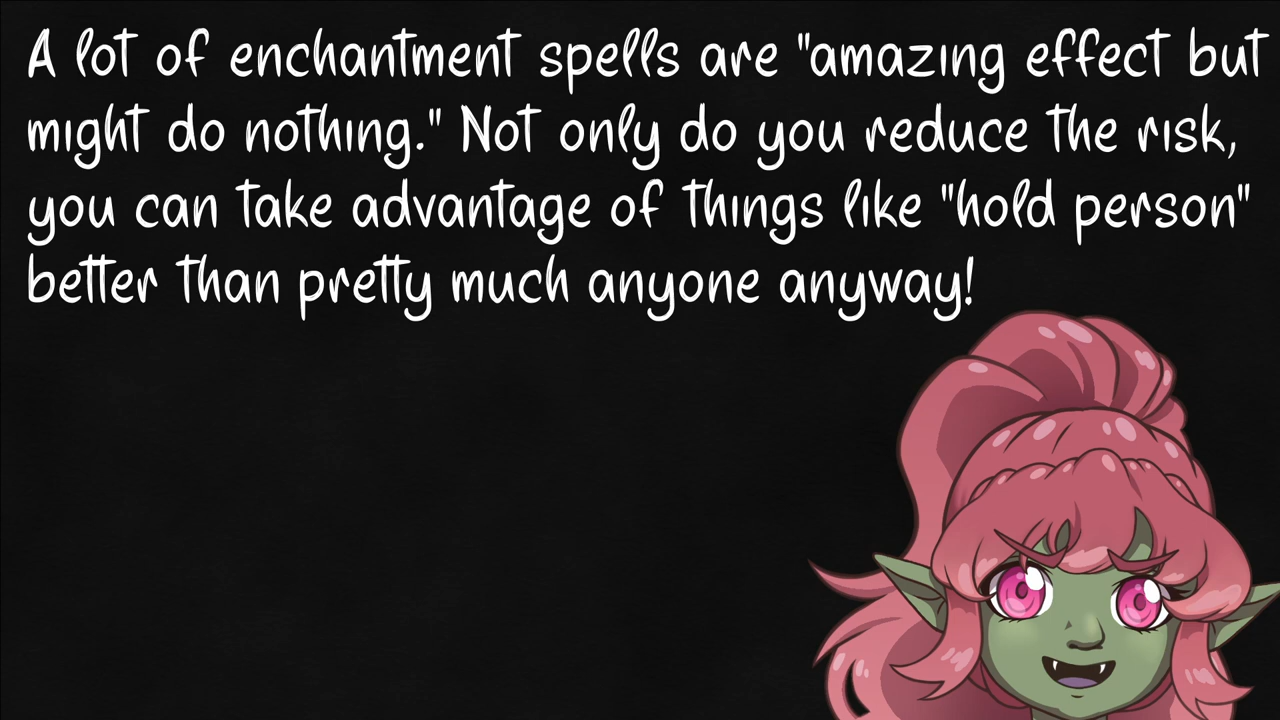 A lot of enchantment spells are "amazing effect but
might do nothing." Not only do you reduce the risk,
you can take advantage of things like "hold person"
better than pretty much anyone anyway!